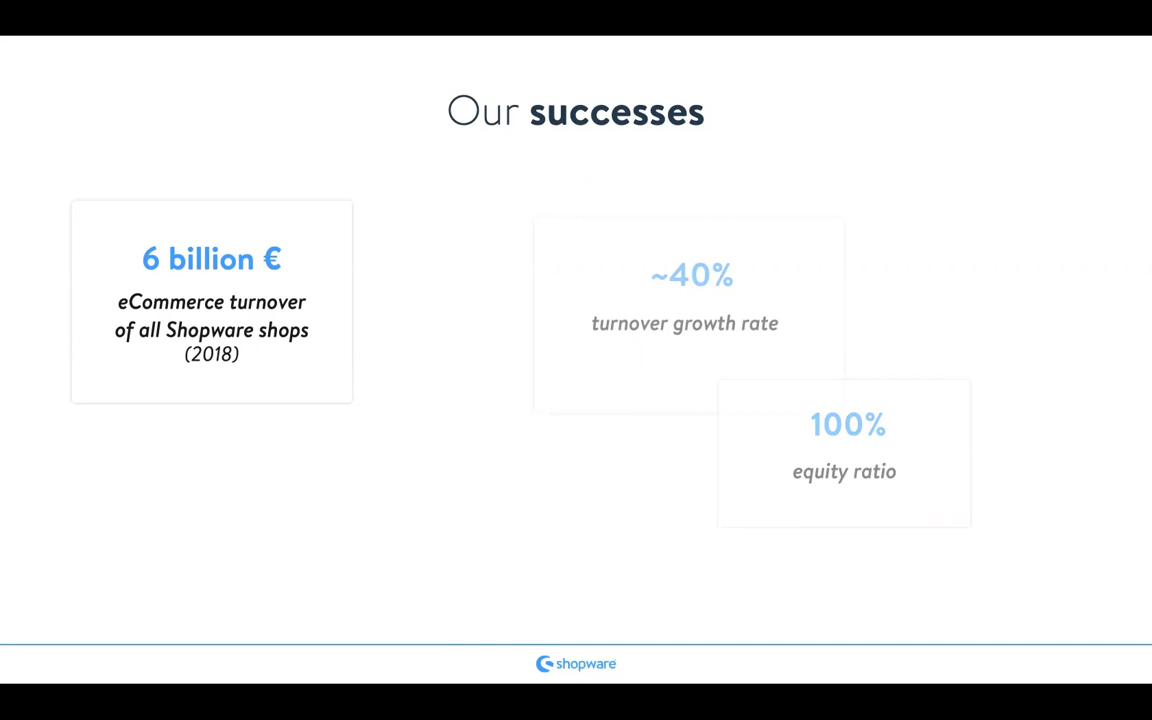 Our successes
6 billion €
eCommerce turnover
of all Shopware shops
(2018)
~40%
turnover growth rate
100%
equity ratio
shopware